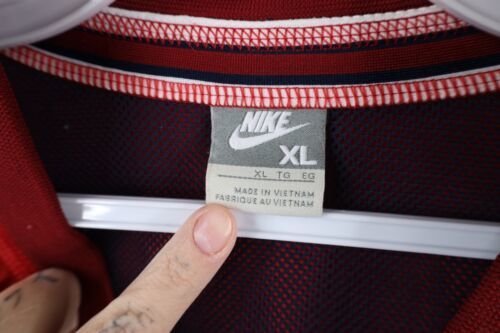 NIKE
XL
XL TG EG
MADE IN VIETNAM
FABRIQUE AU VIETNAM